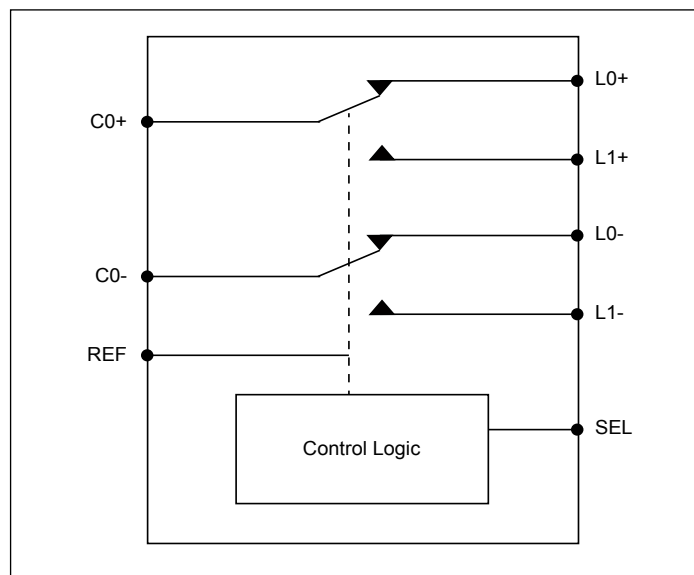 L0+
C0+
L1+
L0-
C0-
L1-
REF
SEL
Control Logic